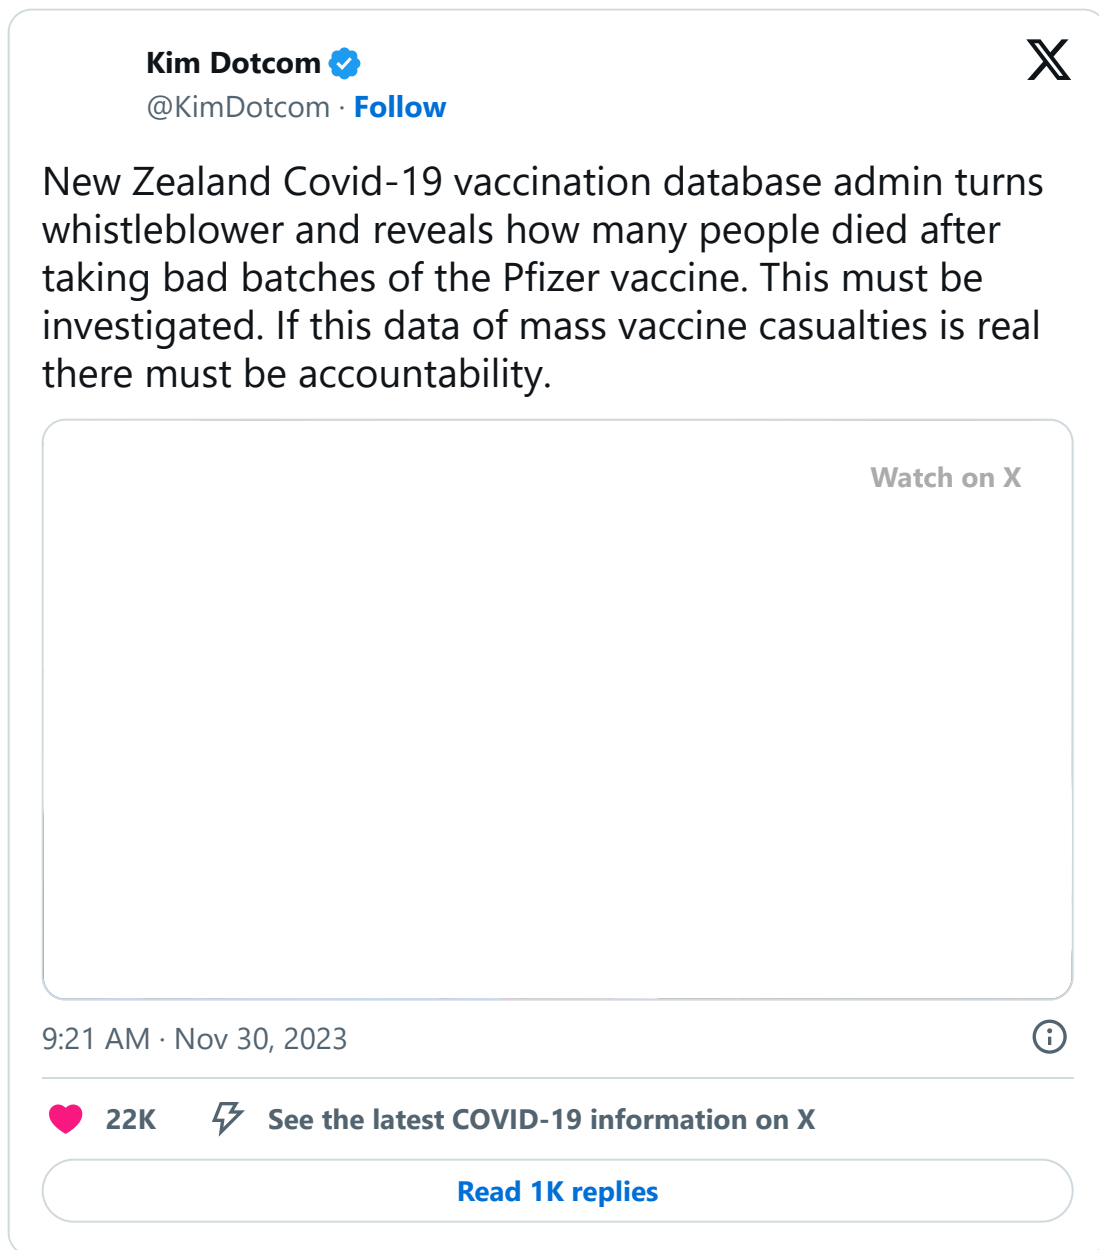 Kim Dotcom
@KimDotcom · Follow
New Zealand Covid-19 vaccination database admin turns
whistleblower and reveals how many people died after
taking bad batches of the Pfizer vaccine. This must be
investigated. If this data of mass vaccine casualties is real
there must be accountability.
Watch on X
9:21 AM · Nov 30, 2023
22K See the latest COVID-19 information on X
Read 1K replies